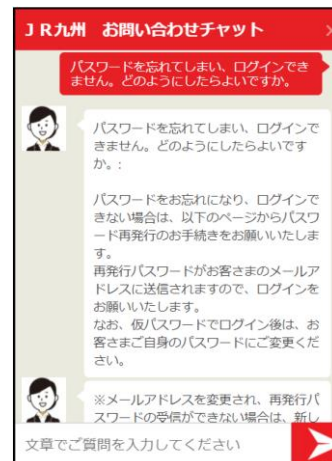 JR九州 お問い合わせチャット
パスワードを忘れてしまい、ログインでき
ません。どのようにしたらよいですか。
パスワードを忘れてしまい、ログインで
きません。どのようにしたらよいです
か。:
パスワードをお忘れになり、ログインで
きない場合は、以下のページからパスワ
ード再発行のお手続きをお願いいたしま
す。
再発行パスワードがお客さまのメールア
ドレスに送信されますので、ログインを
お願いいたします。
なお、仮パスワードでログイン後は、お
客さまご自身のパスワードにご変更くだ
さい。
※メールアドレスを変更され、再発行パ
スワードの受信ができない場合は、新し
文章でご質問を入力してください